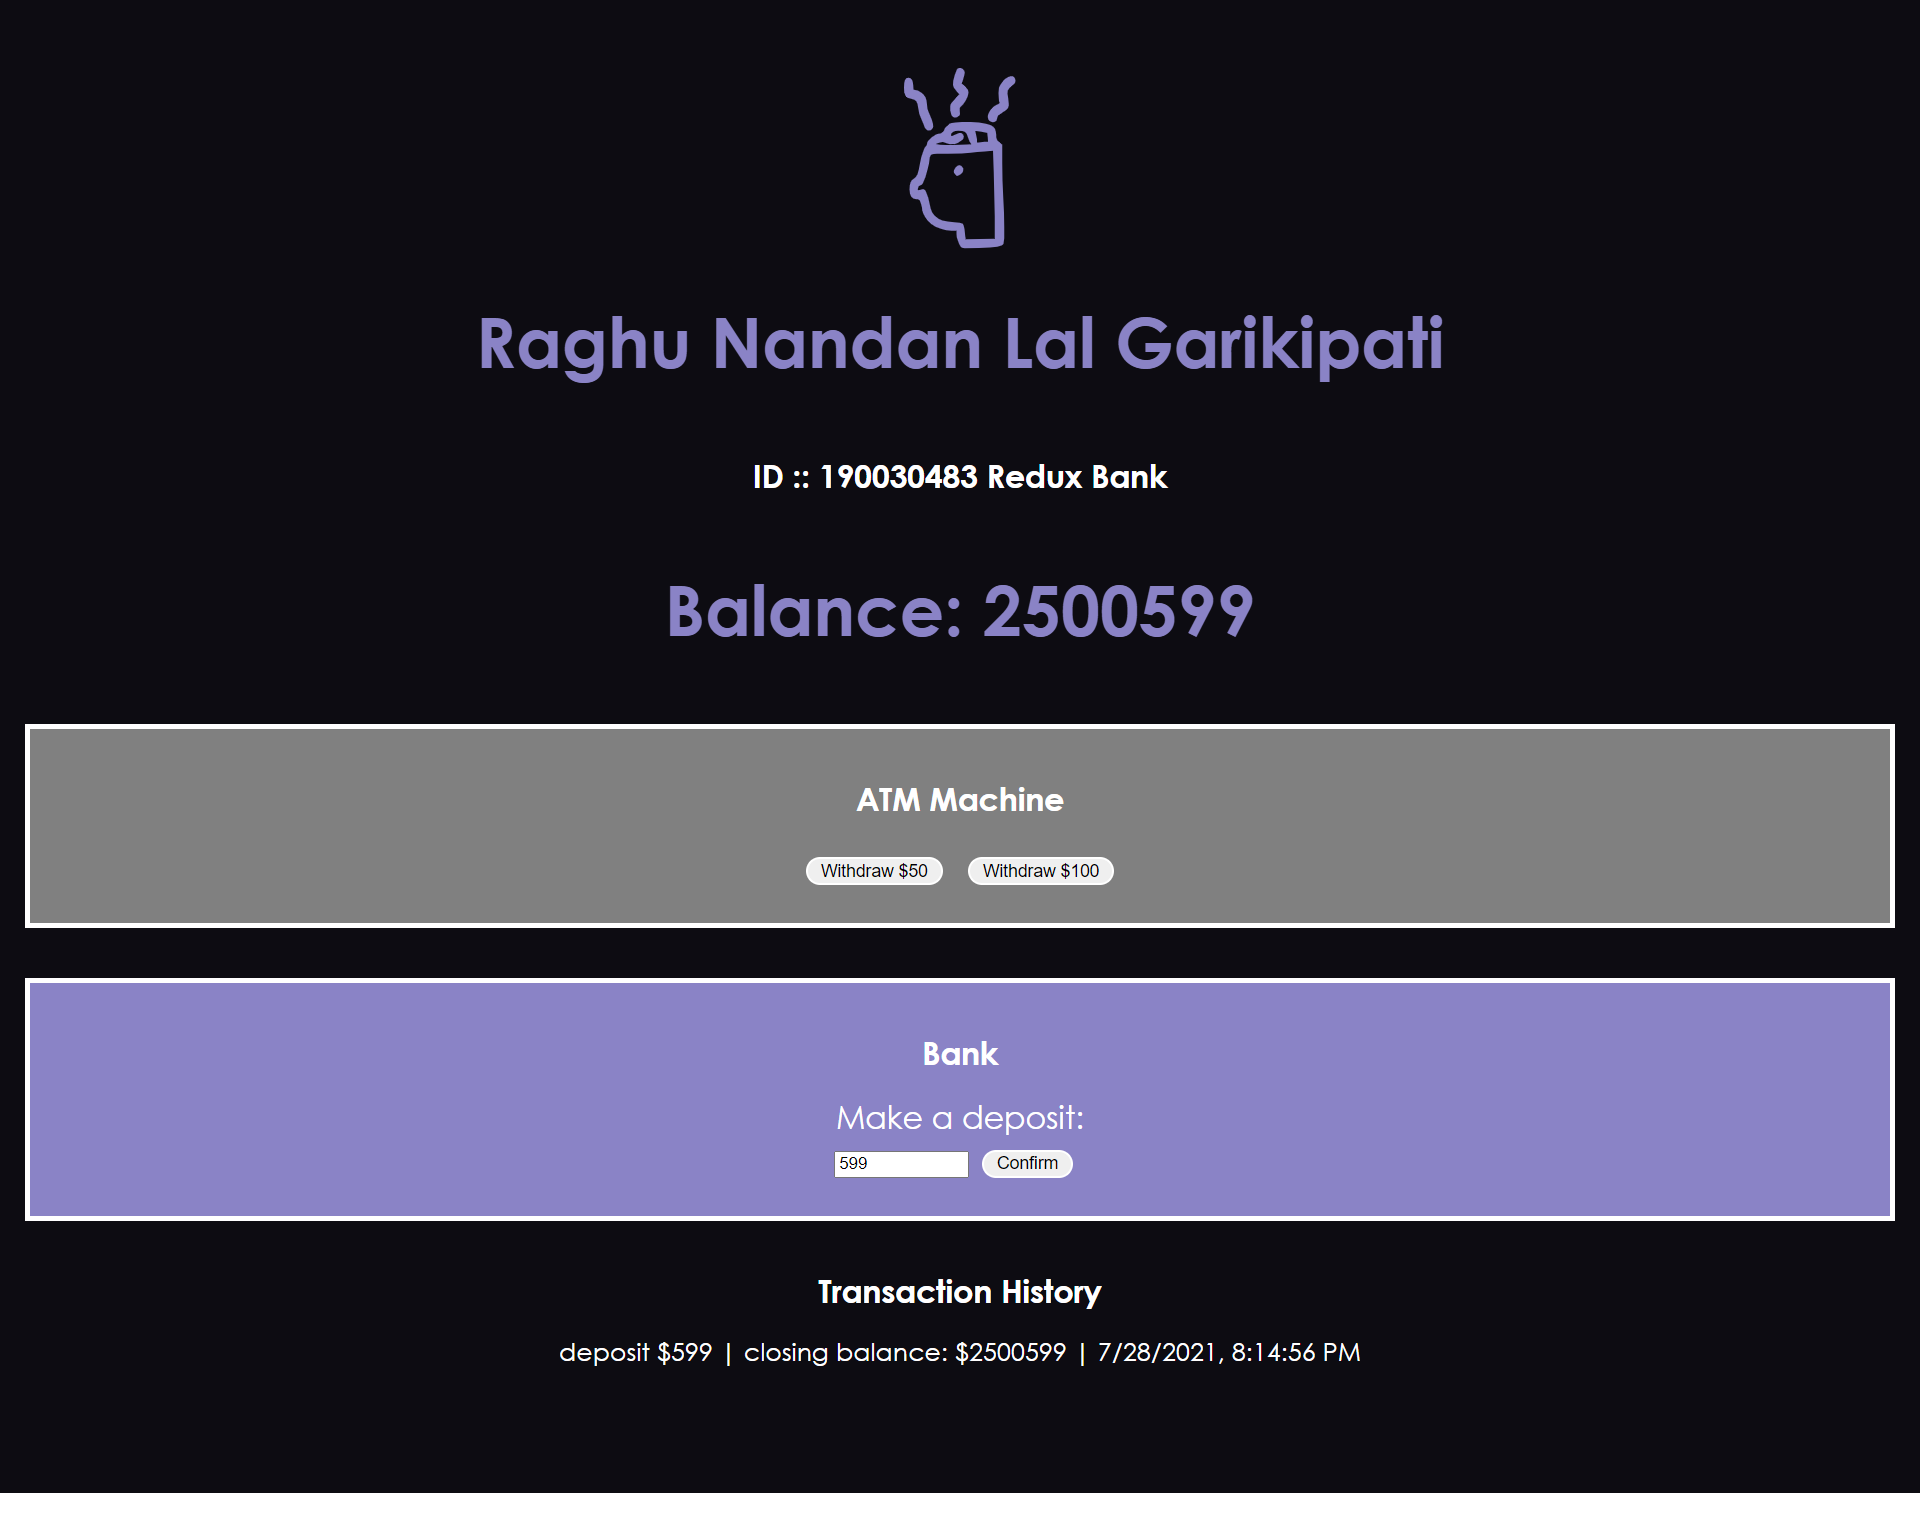 Raghu Nandan Lal Garikipati
ID :: 190030483 Redux Bank
Balance: 2500599
ATM Machine
Withdraw $50 Withdraw $100
Bank
Make a deposit:
599 Confirm
Transaction History
deposit $599 | closing balance: $2500599 | 7/28/2021, 8:14:56 PM